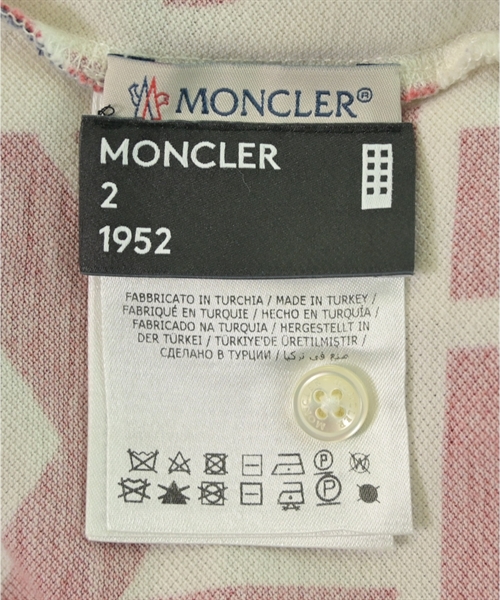 MONCLER®
MONCLER
2
1952
FABBRICATO IN TURCHIA / MADE IN TURKEY /
FABRIQUÉ EN TURQUIE / HECHO EN TURQUÍA /
FABRICADO NA TURQUIA / HERGESTELLT IN
DER TÜRKEI / TÜRKİYE'DE ÜRETİLMİŞTİR /
СДЕЛАНО В ТУРЦИИ / صنع في تركيا
P
P